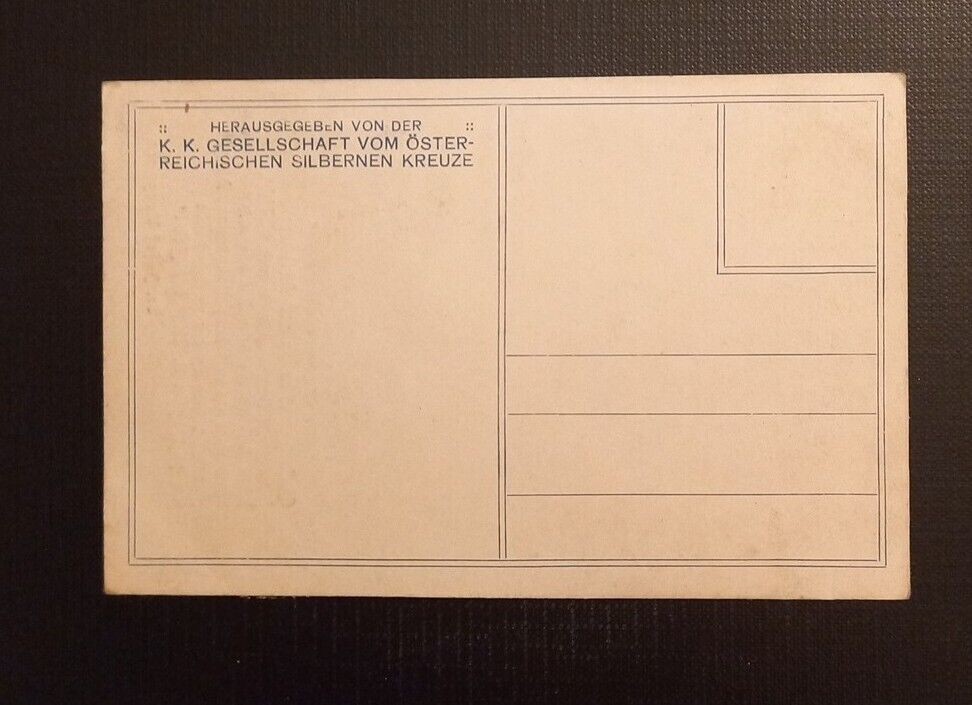 :: HERAUSGEGEBEN VON DER ::
K. K. GESELLSCHAFT VOM ÖSTER-
REICHISCHEN SILBERNEN KREUZE